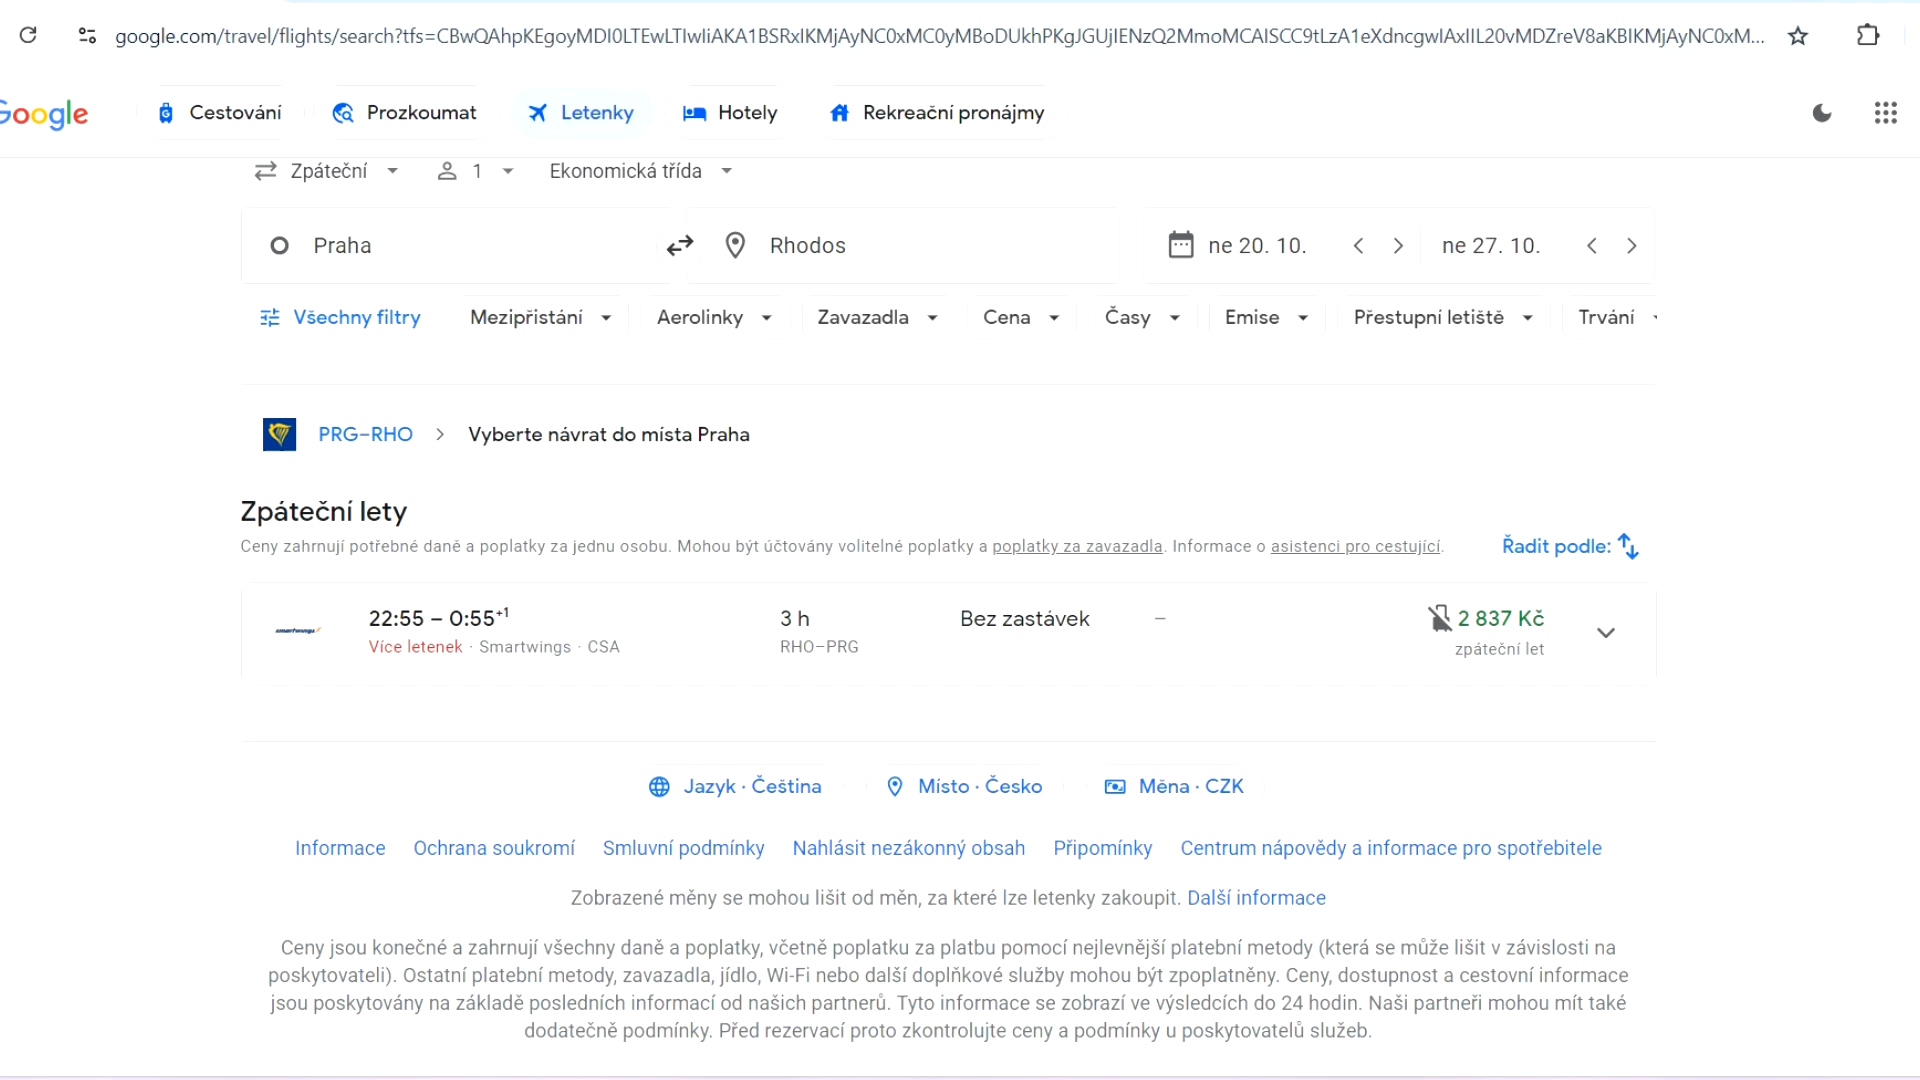 google.com/travel/flights/search?tfs=CBwQAhpKEgoyMDI0LTEwLTIwIiAKA1BSRxIKMjAyNC0xMC0yMBoDUkhPKgJGUjIENzQ2MmoMCAISCC9tLzA1eXdncgwIAxIIL20vMDZreV8aKBIKMjAyNC0xM...
Google
Cestování
Prozkoumat
Letenky
Hotely
Rekreační pronájmy
Zpáteční
1
Ekonomická třída
Praha
Rhodos
ne 20. 10.
ne 27. 10.
Všechny filtry
Mezipřistání
Aerolinky
Zavazadla
Cena
Časy
Emise
Přestupní letiště
Trvání
PRG–RHO
Vyberte návrat do místa Praha
Zpáteční lety
Ceny zahrnují potřebné daně a poplatky za jednu osobu. Mohou být účtovány volitelné poplatky a poplatky za zavazadla. Informace o asistenci pro cestující.
Řadit podle:
smartwings
22:55 – 0:55+1
3 h
Bez zastávek
–
2 837 Kč
Více letenek · Smartwings · CSA
RHO–PRG
zpáteční let
Jazyk · Čeština
Místo · Česko
Měna · CZK
Informace
Ochrana soukromí
Smluvní podmínky
Nahlásit nezákonný obsah
Připomínky
Centrum nápovědy a informace pro spotřebitele
Zobrazené měny se mohou lišit od měn, za které lze letenky zakoupit. Další informace
Ceny jsou konečné a zahrnují všechny daně a poplatky, včetně poplatku za platbu pomocí nejlevnější platební metody (která se může lišit v závislosti na
poskytovateli). Ostatní platební metody, zavazadla, jídlo, Wi-Fi nebo další doplňkové služby mohou být zpoplatněny. Ceny, dostupnost a cestovní informace
jsou poskytovány na základě posledních informací od našich partnerů. Tyto informace se zobrazí ve výsledcích do 24 hodin. Naši partneři mohou mít také
dodatečně podmínky. Před rezervací proto zkontrolujte ceny a podmínky u poskytovatelů služeb.